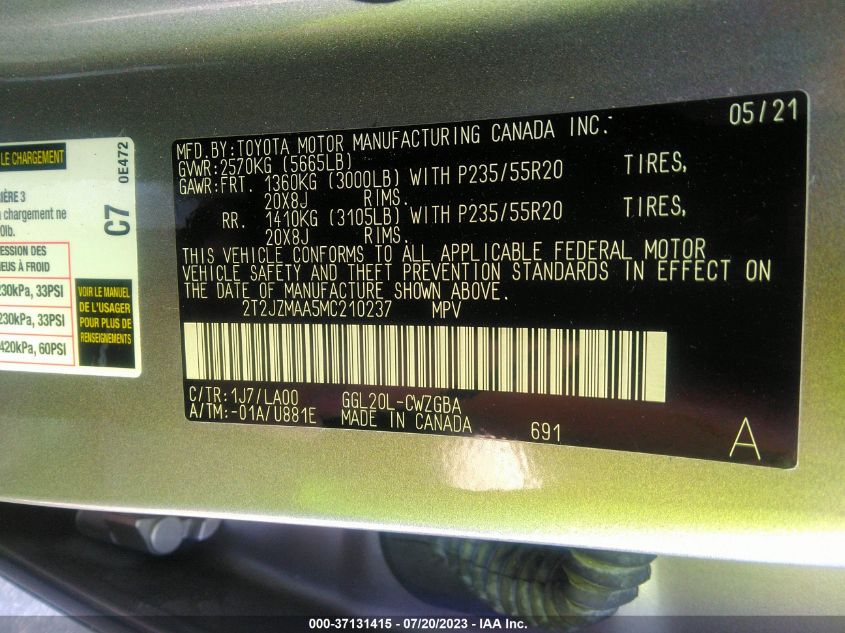 LE CHARGEMENT
0E472
IÈRE 3
chargement ne
0lb.
C7
ESSION DES
NEUS À FROID
230kPa, 33PSI
230kPa, 33PSI
420kPa, 60PSI
VOIR LE MANUEL
DE L'USAGER
POUR PLUS DE
RENSEIGNEMENTS
05/21
MFD. BY:TOYOTA MOTOR MANUFACTURING CANADA INC.
GVWR:2570KG (5665LB)
GAWR:FRT. 1360KG (3000LB) WITH P235/55R20 TIRES,
20X8J RIMS.
RR. 1410KG (3105LB) WITH P235/55R20 TIRES,
20X8J RIMS.
THIS VEHICLE CONFORMS TO ALL APPLICABLE FEDERAL MOTOR
VEHICLE SAFETY AND THEFT PREVENTION STANDARDS IN EFFECT ON
THE DATE OF MANUFACTURE SHOWN ABOVE.
2T2JZMAA5MC210237 MPV
C/TR:1J7/LA00 GGL20L-CWZGBA
A/TM:-01A/U881E MADE IN CANADA
691
A
000-37131415 - 07/20/2023 - IAA Inc.